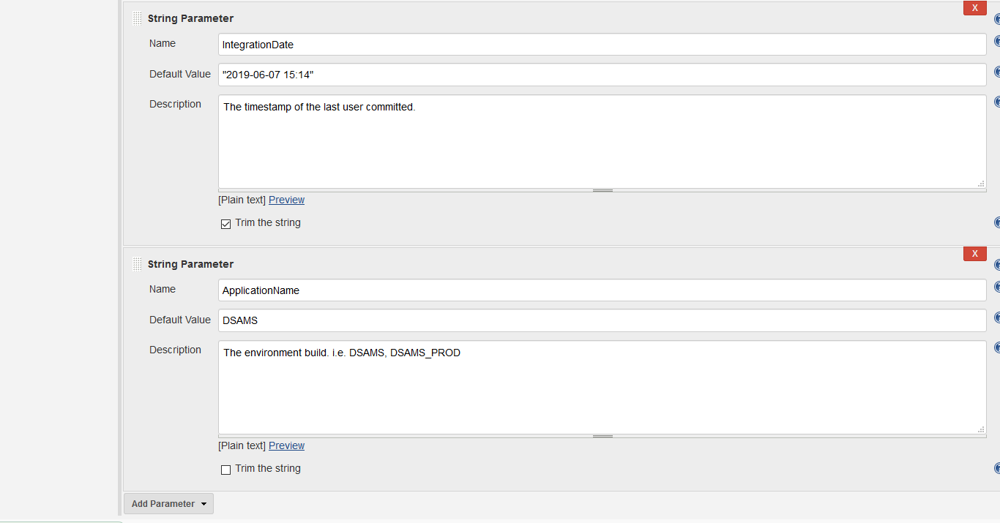 X
String Parameter
Name
IntegrationDate
Default Value
"2019-06-07 15:14"
Description
The timestamp of the last user committed.
[Plain text] Preview
Trim the string
X
String Parameter
Name
ApplicationName
Default Value
DSAMS
Description
The environment build. i.e. DSAMS, DSAMS_PROD
[Plain text] Preview
Trim the string
Add Parameter